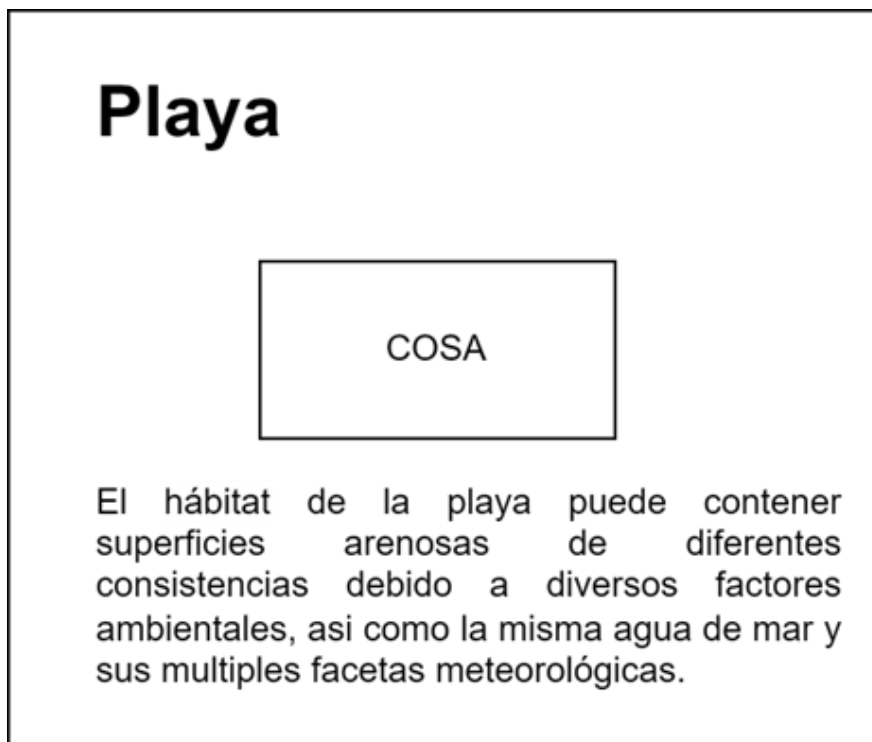 Playa
COSA
El hábitat de la playa puede contener
superficies arenosas de diferentes
consistencias debido a diversos factores
ambientales, asi como la misma agua de mar y
sus multiples facetas meteorológicas.